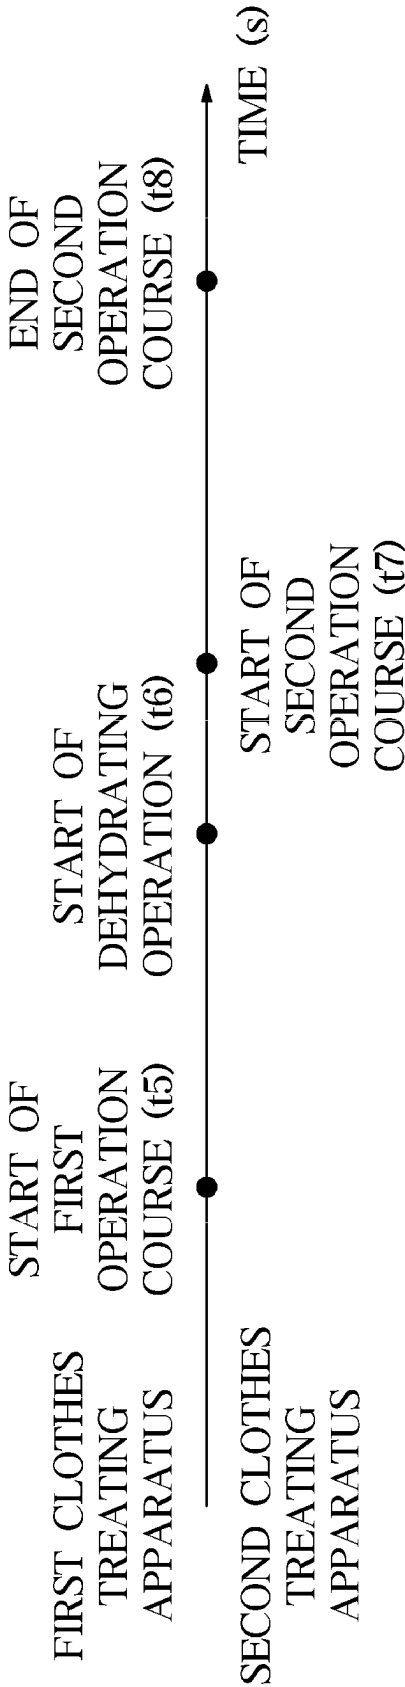 FIRST CLOTHES
TREATING
APPARATUS
START OF
FIRST
OPERATION
COURSE (t5)
START OF
DEHYDRATING
OPERATION (t6)
END OF
SECOND
OPERATION
COURSE (t8)
TIME (s)
SECOND CLOTHES
TREATING
APPARATUS
START OF
SECOND
OPERATION
COURSE (t7)